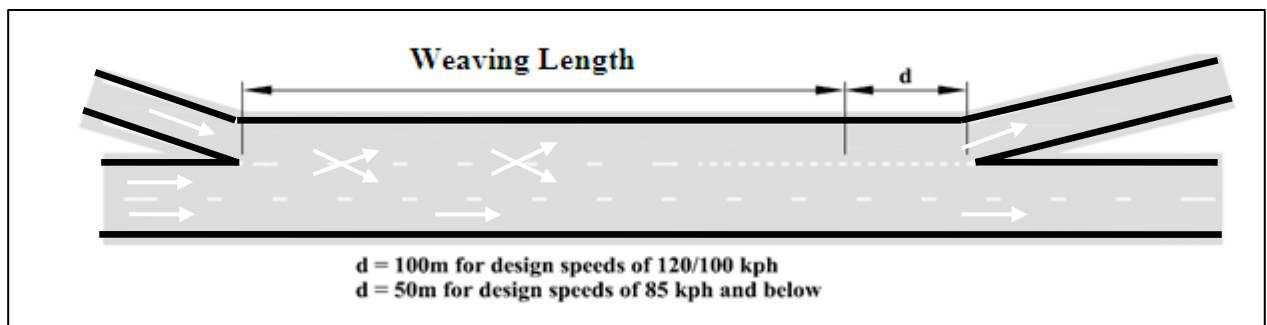 Weaving Length
d
d = 100m for design speeds of 120/100 kph
d = 50m for design speeds of 85 kph and below